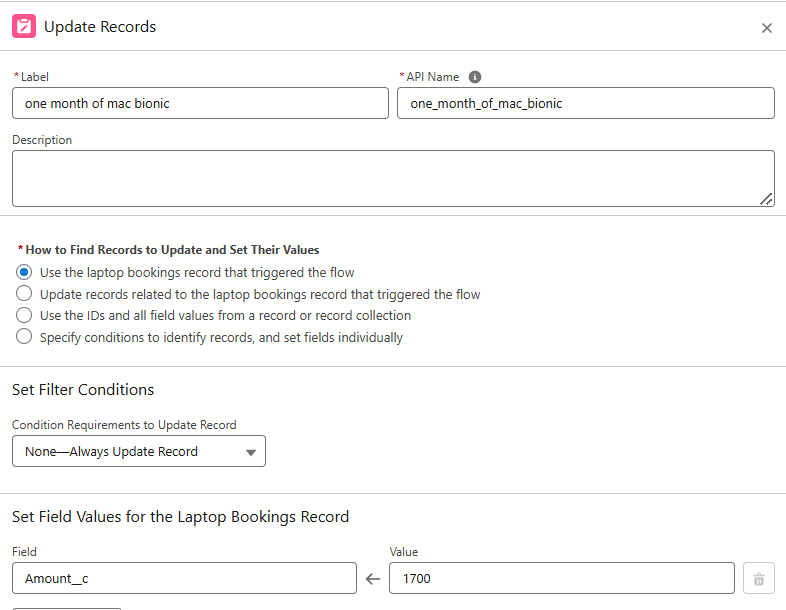 Update Records
* Label
* API Name
one month of mac bionic
one_month_of_mac_bionic
Description
* How to Find Records to Update and Set Their Values
Use the laptop bookings record that triggered the flow
Update records related to the laptop bookings record that triggered the flow
Use the IDs and all field values from a record or record collection
Specify conditions to identify records, and set fields individually
Set Filter Conditions
Condition Requirements to Update Record
None—Always Update Record
Set Field Values for the Laptop Bookings Record
Field
Value
Amount__c
1700